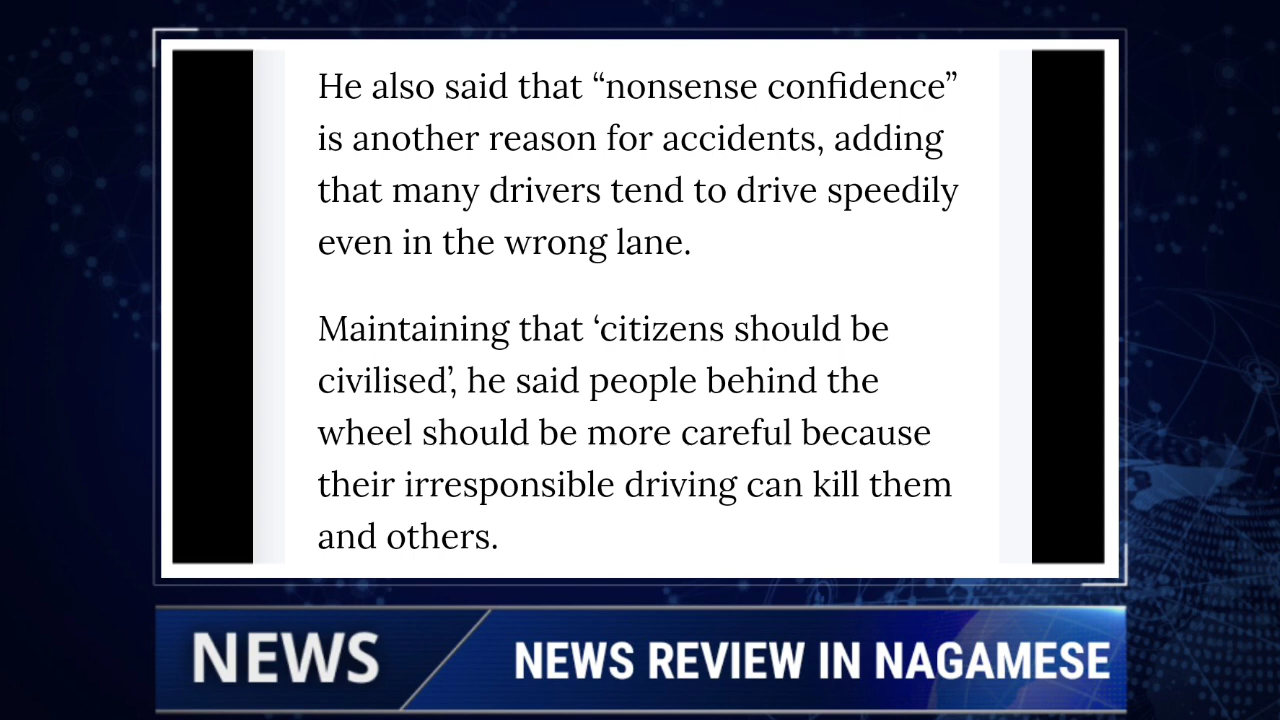 He also said that “nonsense confidence”
is another reason for accidents, adding
that many drivers tend to drive speedily
even in the wrong lane.
Maintaining that ‘citizens should be
civilised’, he said people behind the
wheel should be more careful because
their irresponsible driving can kill them
and others.
NEWS
NEWS REVIEW IN NAGAMESE